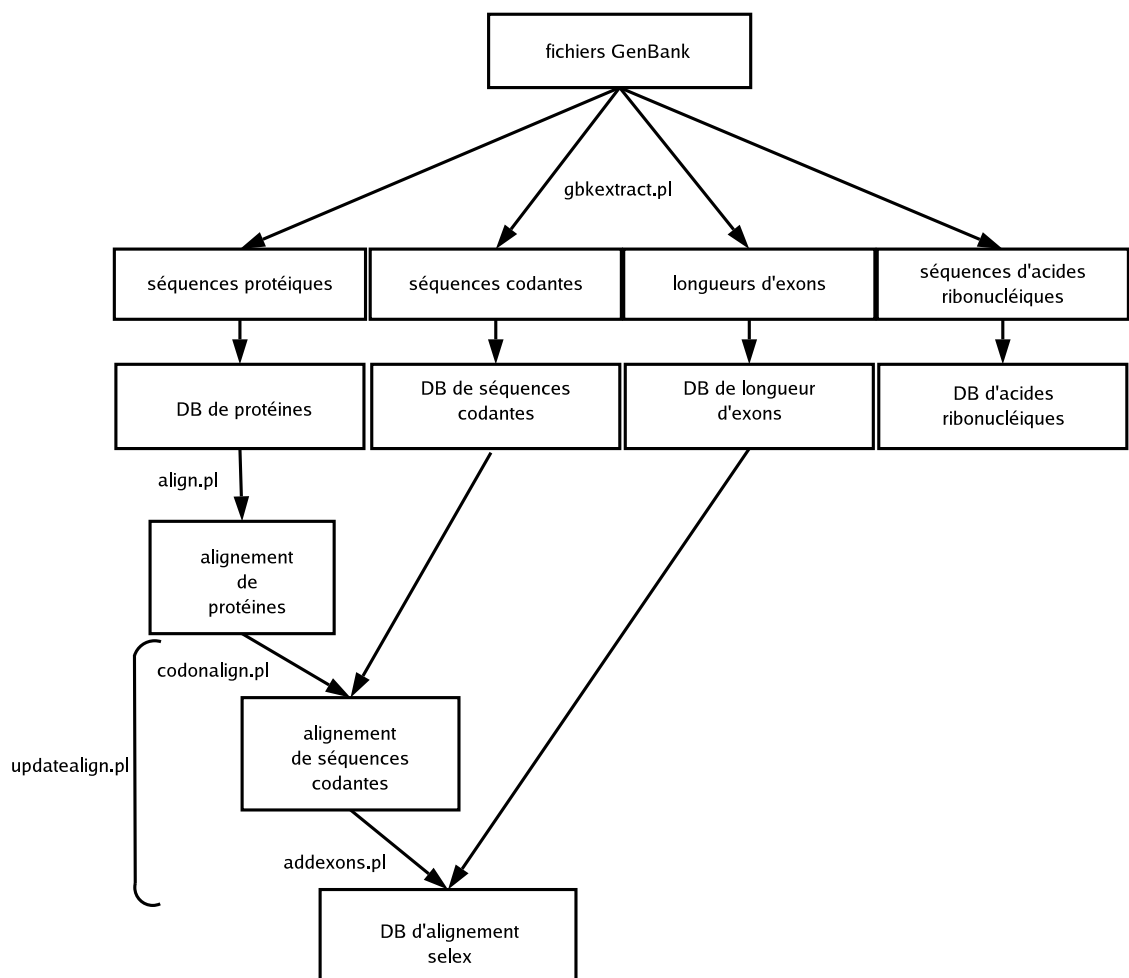 fichiers GenBank
gbkextract.pl
séquences protéiques
séquences codantes
longueurs d'exons
séquences d'acides
ribonucléiques
DB de protéines
DB de séquences
codantes
DB de longueur
d'exons
DB d'acides
ribonucléiques
align.pl
alignement
de
protéines
codonalign.pl
alignement
de séquences
codantes
updatealign.pl
addexons.pl
DB d'alignement
selex